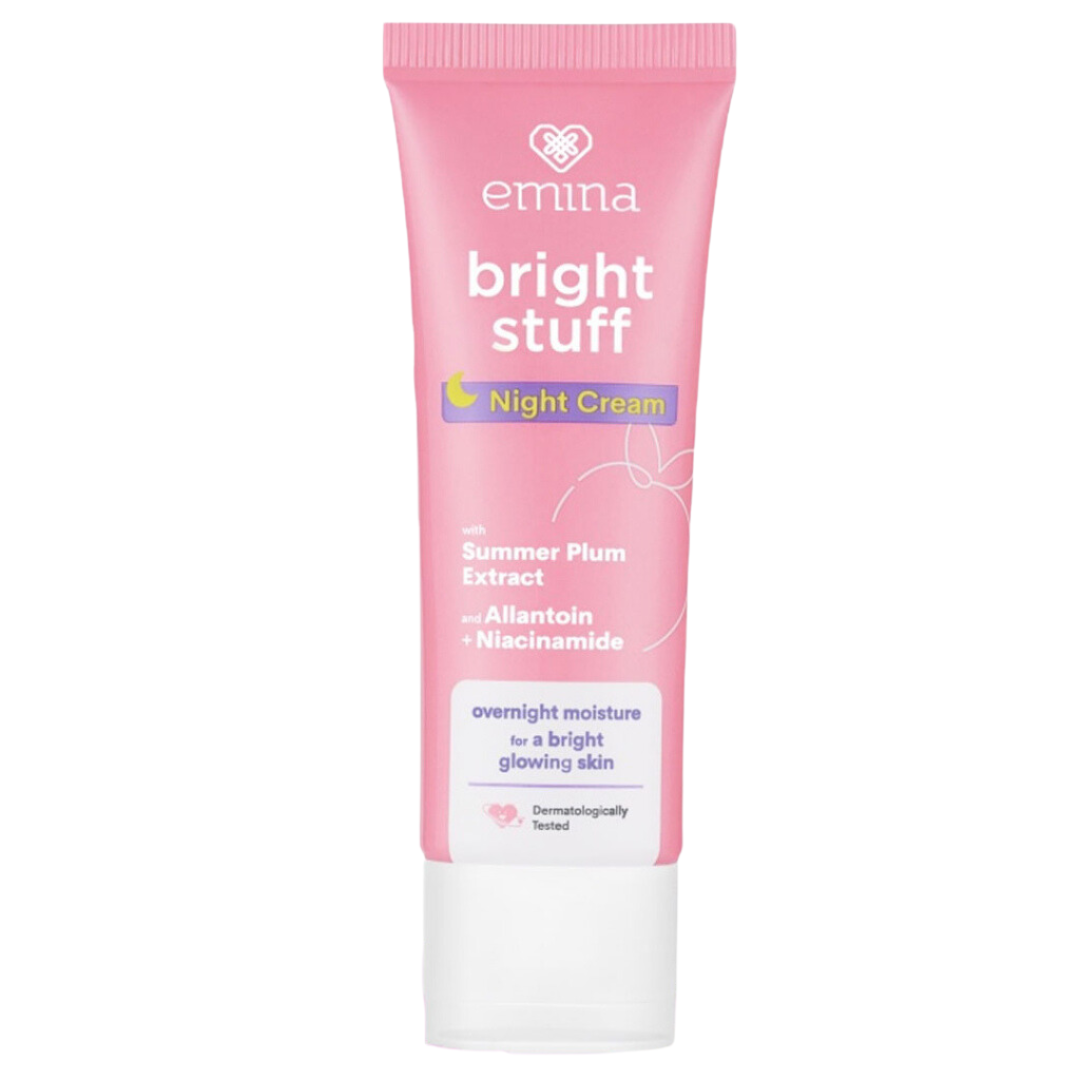 emina
bright
stuff
Night Cream
with
Summer Plum
Extract
and Allantoin
+ Niacinamide
overnight moisture
for a bright
glowing skin
Dermatologically
Tested